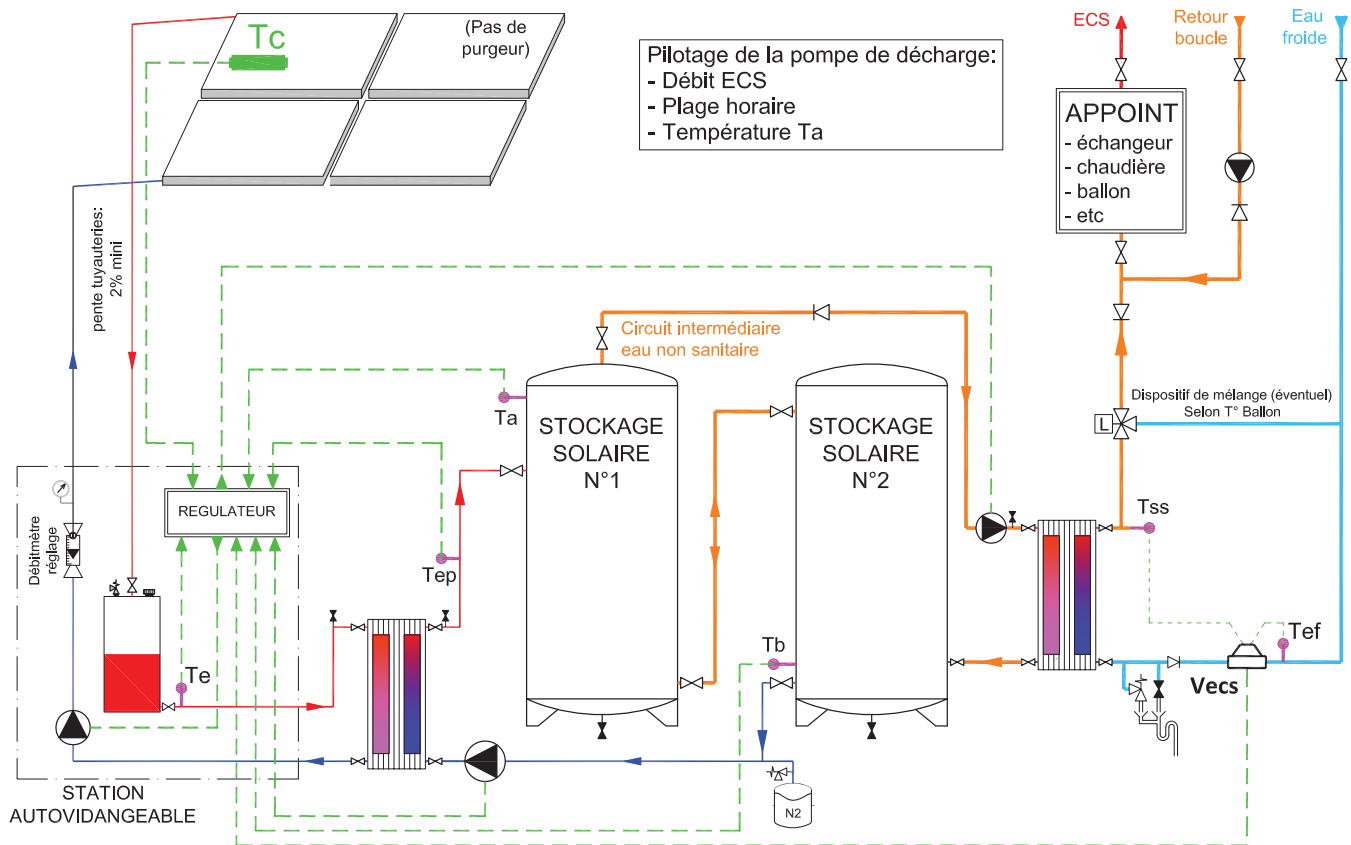 (Pas de
purgeur)
Tc
Pilotage de la pompe de décharge:
- Débit ECS
- Plage horaire
- Température Ta
ECS
Retour
boucle
Eau
froide
APPOINT
- échangeur
- chaudière
- ballon
- etc
pente tuyauteries:
2% mini
Circuit intermédiaire
eau non sanitaire
Ta
STOCKAGE
SOLAIRE
N°1
STOCKAGE
SOLAIRE
N°2
Dispositif de mélange (éventuel)
Selon T° Ballon
L
REGULATEUR
Débitmètre
réglage
Tep
Tss
Te
Tb
Tef
Vecs
N2
STATION
AUTOVIDANGEABLE